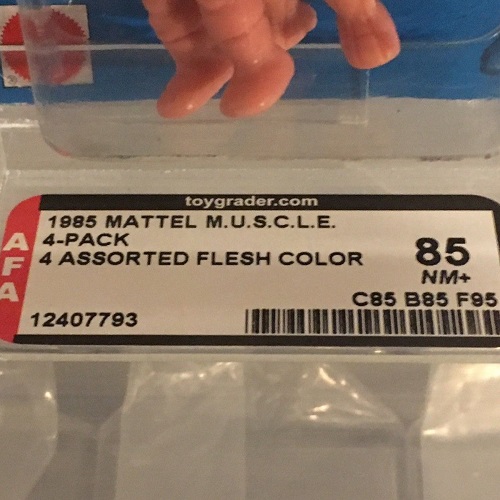 toygrader.com
AFA
1985 MATTEL M.U.S.C.L.E.
4-PACK
4 ASSORTED FLESH COLOR
85
NM+
C85 B85 F95
12407793